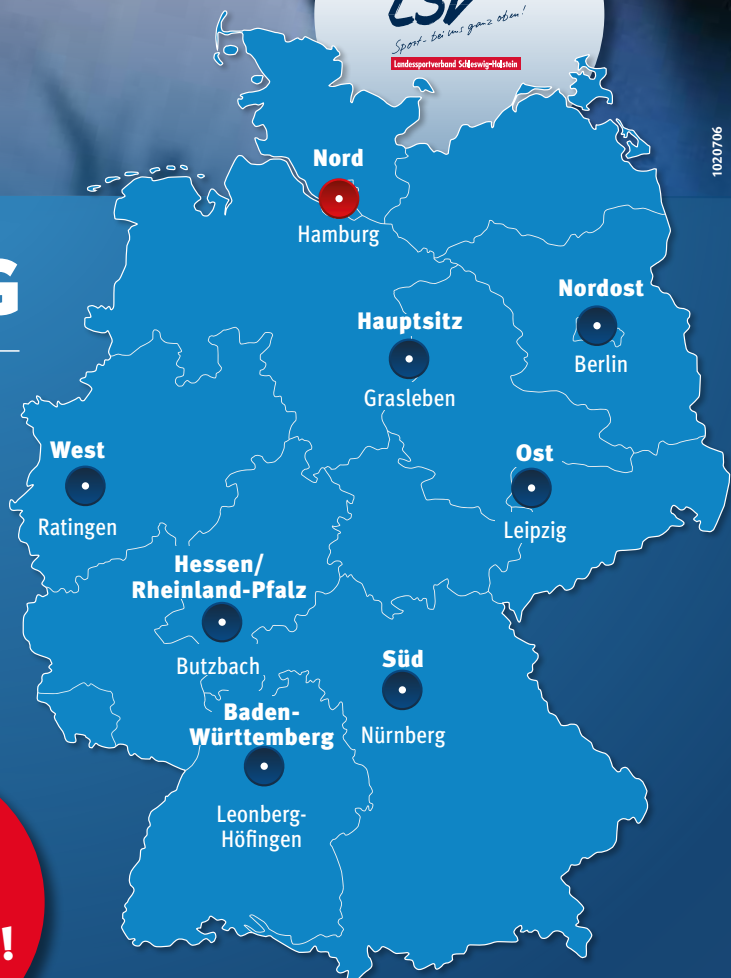 LSV
Sport - bei uns ganz oben!
Landessportverband Schleswig-Holstein
1020706
Nord
Hamburg
G
Nordost
Berlin
Hauptsitz
Grasleben
West
Ratingen
Ost
Leipzig
Hessen/
Rheinland-Pfalz
Butzbach
Süd
Nürnberg
Baden-
Württemberg
Leonberg-
Höfingen
!